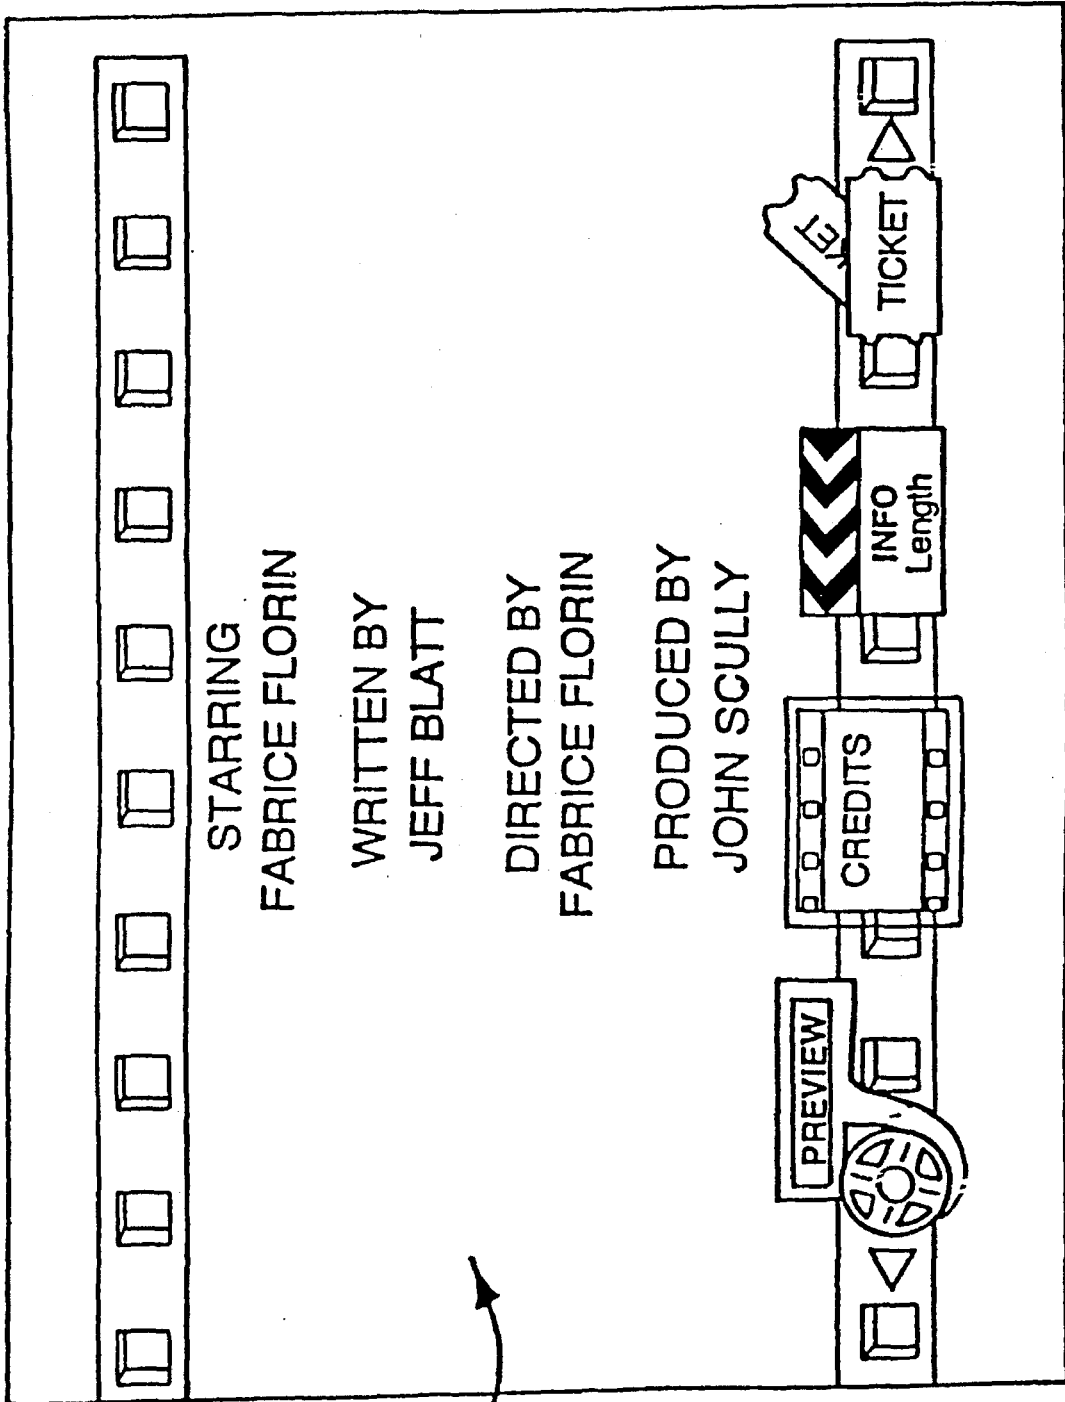 STARRING
FABRICE FLORIN
WRITTEN BY
JEFF BLATT
DIRECTED BY
FABRICE FLORIN
PRODUCED BY
JOHN SCULLY
PREVIEW
CREDITS
INFO
Length
KET
TICKET